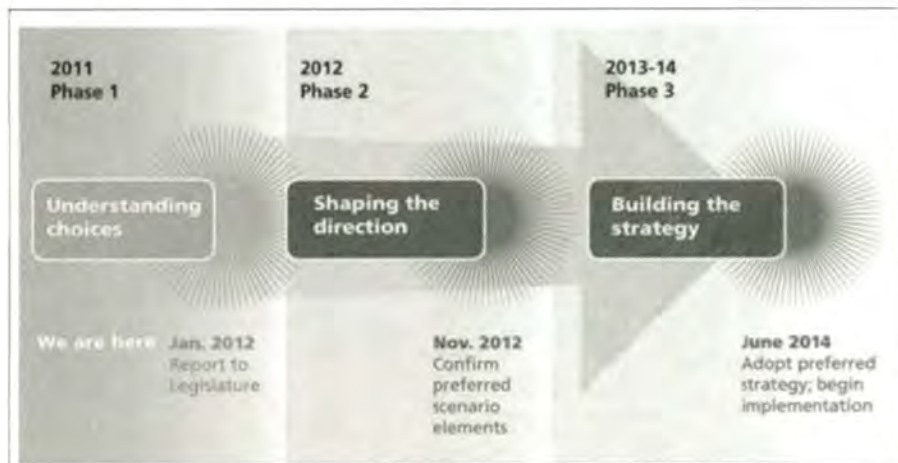 2011
Phase 1
2012
Phase 2
2013-14
Phase 3
Understanding
choices
Shaping the
direction
Building the
strategy
We are here
Jan. 2012
Report to
Legislature
Nov. 2012
Confirm
preferred
scenario
elements
June 2014
Adopt preferred
strategy; begin
implementation